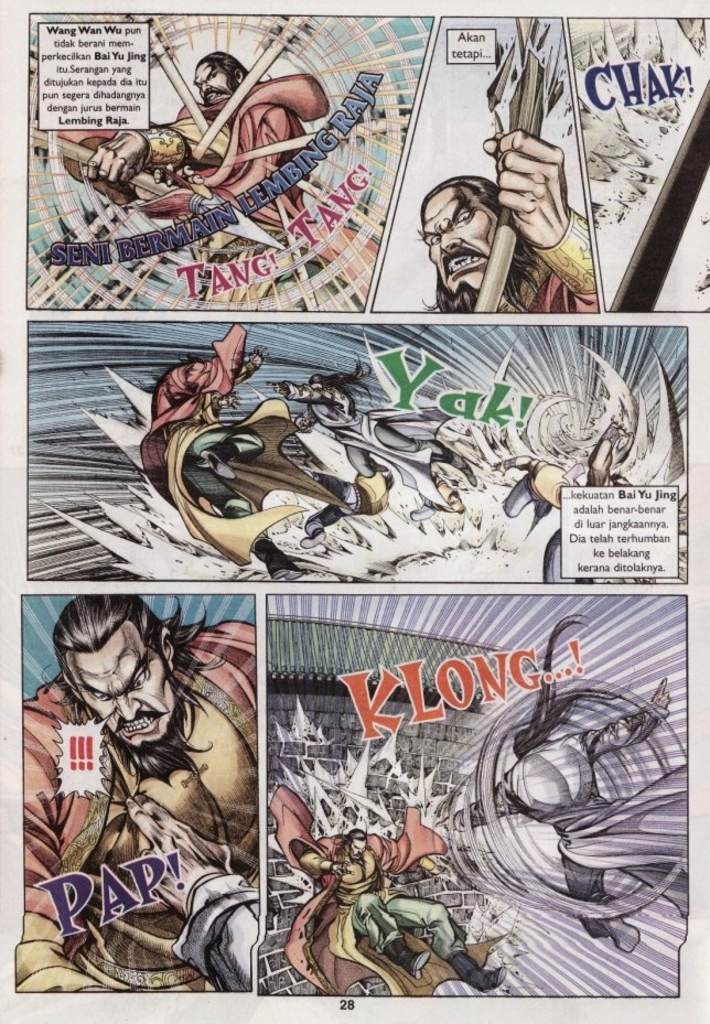 Wang Wan Wu pun
tidak berani mem-
perkecilkan Bai Yu Jing
itu.Serangan yang
ditujukan kepada dia itu
pun segera dihadangnya
dengan jurus bermain
Lembing Raja.
SENI BERMAIN LEMBING RAJA
TANG! TANG!
Akan
tetapi...
CHAK!
Yak!
...kekuatan Bai Yu Jing
adalah benar-benar
di luar jangkaannya.
Dia telah terhumban
ke belakang
kerana ditolaknya.
!!!
PAP!
KLONG...!
28